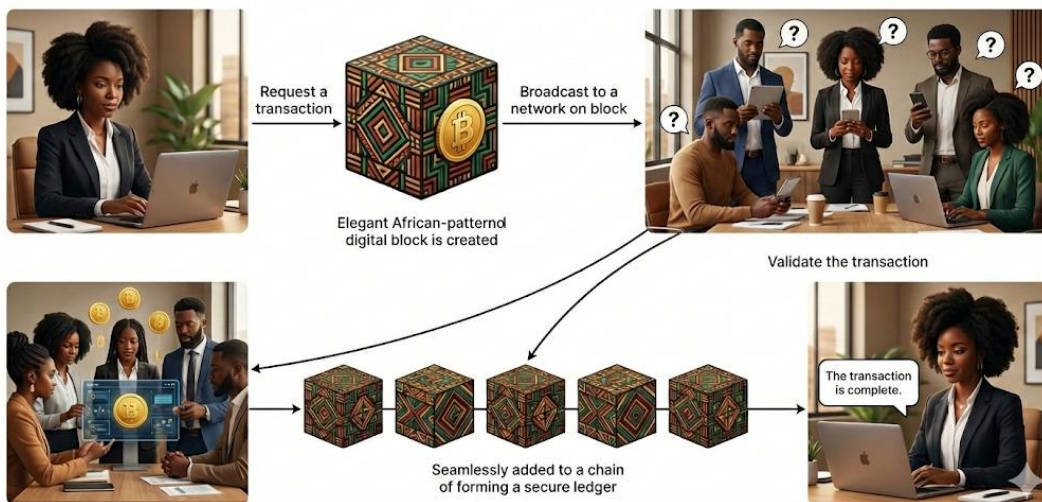 Request a
transaction
Broadcast to a
network on block
?
?
?
?
?
Elegant African-patternd
digital block is created
Validate the transaction
The transaction
is complete.
Seamlessly added to a chain
of forming a secure ledger